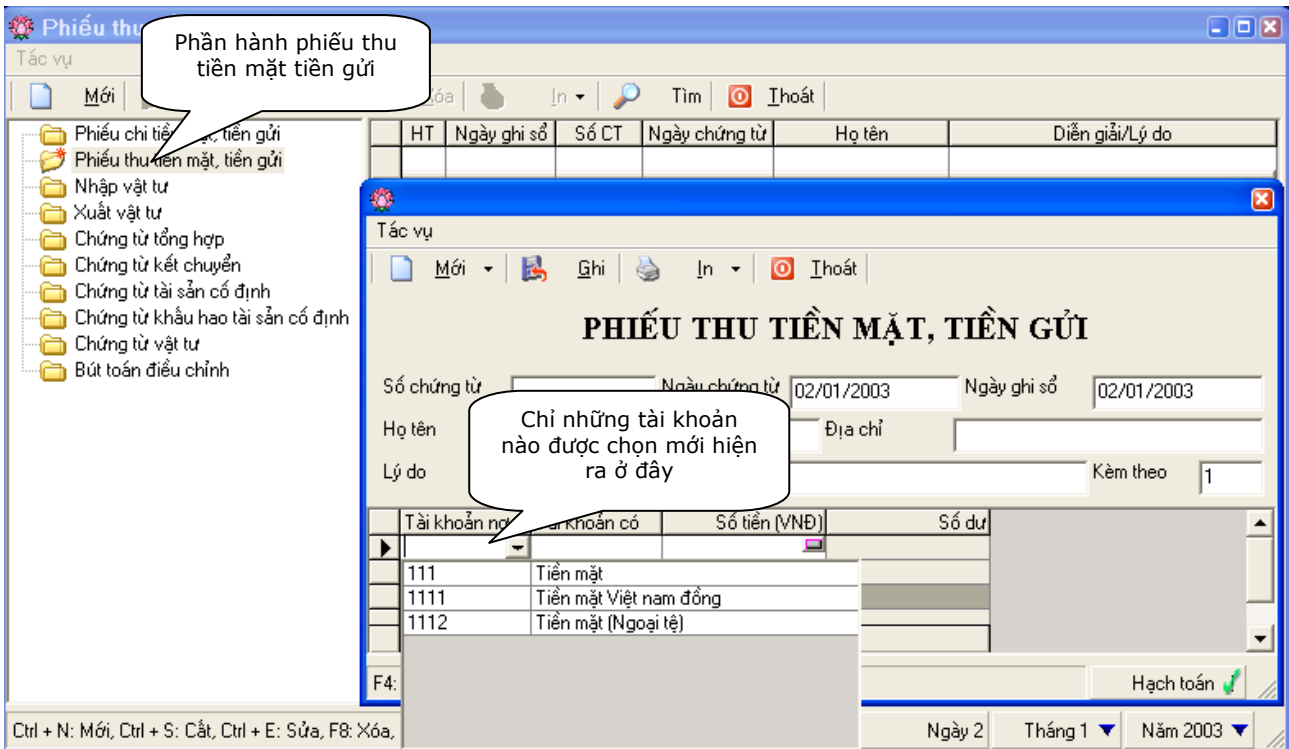 Phiếu thu
Phần hành phiếu thu
tiền mặt tiền gửi
Tác vụ
Mới In Tìm Thoát
Phiếu chi tiền mặt, tiền gửi
Phiếu thu tiền mặt, tiền gửi
Nhập vật tư
Xuất vật tư
Chứng từ tổng hợp
Chứng từ kết chuyển
Chứng từ tài sản cố định
Chứng từ khấu hao tài sản cố định
Chứng từ vật tư
Bút toán điều chỉnh
HT Ngày ghi sổ Số CT Ngày chứng từ Họ tên Diễn giải/Lý do
Tác vụ
Mới Ghi In Thoát
PHIẾU THU TIỀN MẶT, TIỀN GỬI
Số chứng từ Ngày chứng từ 02/01/2003 Ngày ghi sổ 02/01/2003
Họ tên Địa chỉ
Lý do Kèm theo 1
Chỉ những tài khoản
nào được chọn mới hiện
ra ở đây
Tài khoản nợ Tài khoản có Số tiền (VNĐ) Số dư
111 Tiền mặt
1111 Tiền mặt Việt nam đồng
1112 Tiền mặt (Ngoại tệ)
F4: Hạch toán
Ctrl + N: Mới, Ctrl + S: Cất, Ctrl + E: Sửa, F8: Xóa, Ngày 2 Tháng 1 Năm 2003